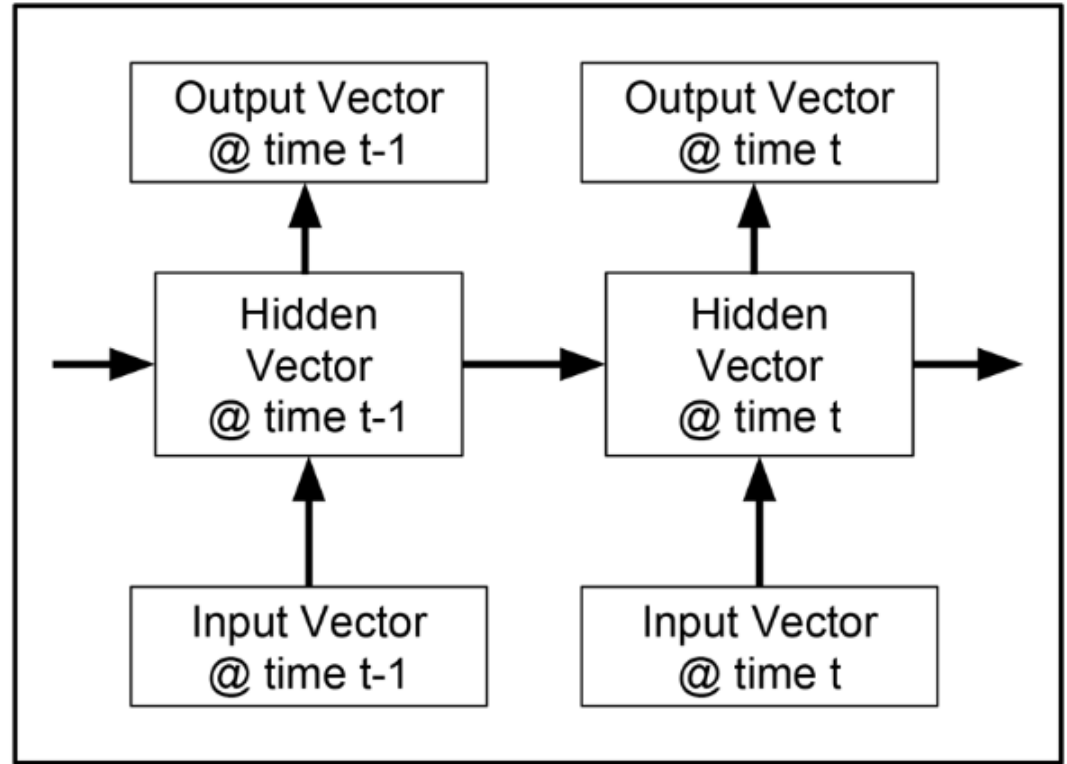 Output Vector
@ time t-1
Output Vector
@ time t
Hidden
Vector
@ time t-1
Hidden
Vector
@ time t
Input Vector
@ time t-1
Input Vector
@ time t